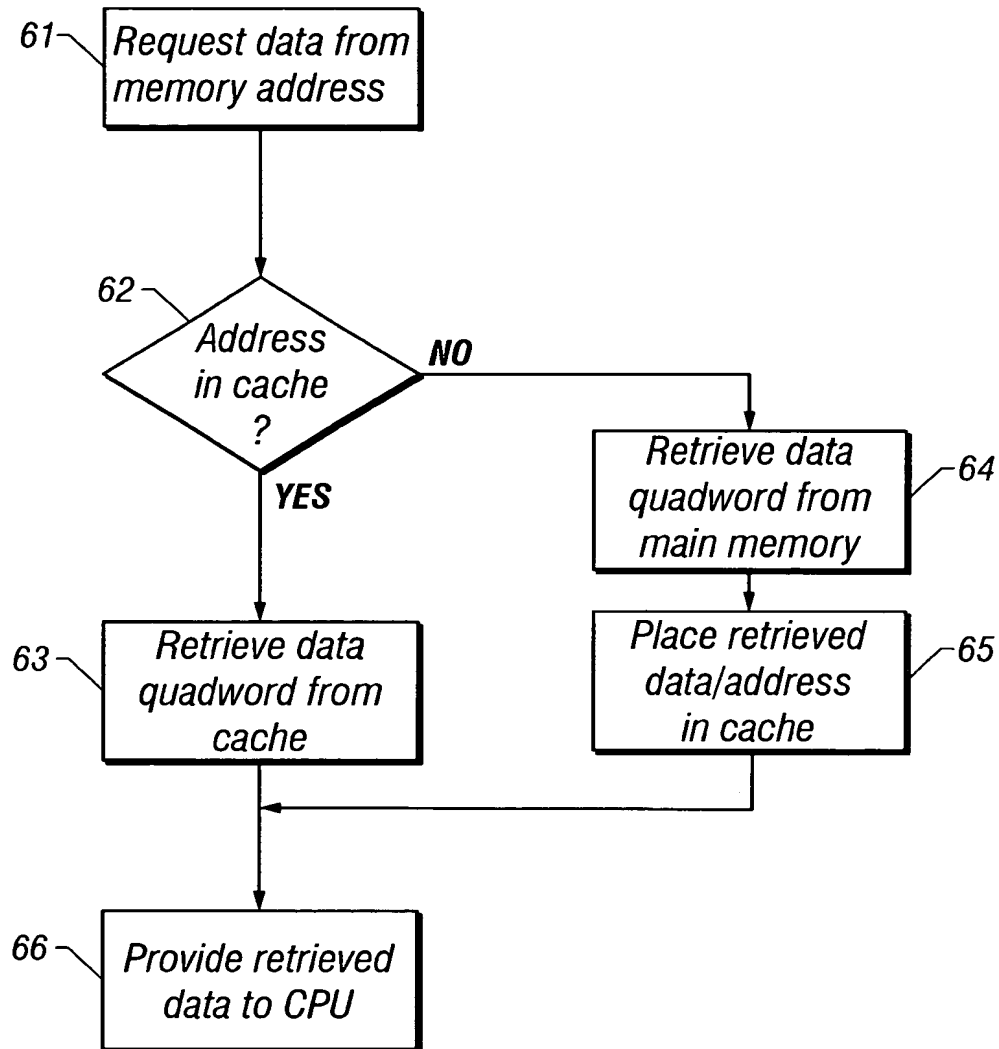 61
Request data from
memory address
62
Address
in cache
?
NO
YES
64
Retrieve data
quadword from
main memory
63
Retrieve data
quadword from
cache
65
Place retrieved
data/address
in cache
66
Provide retrieved
data to CPU